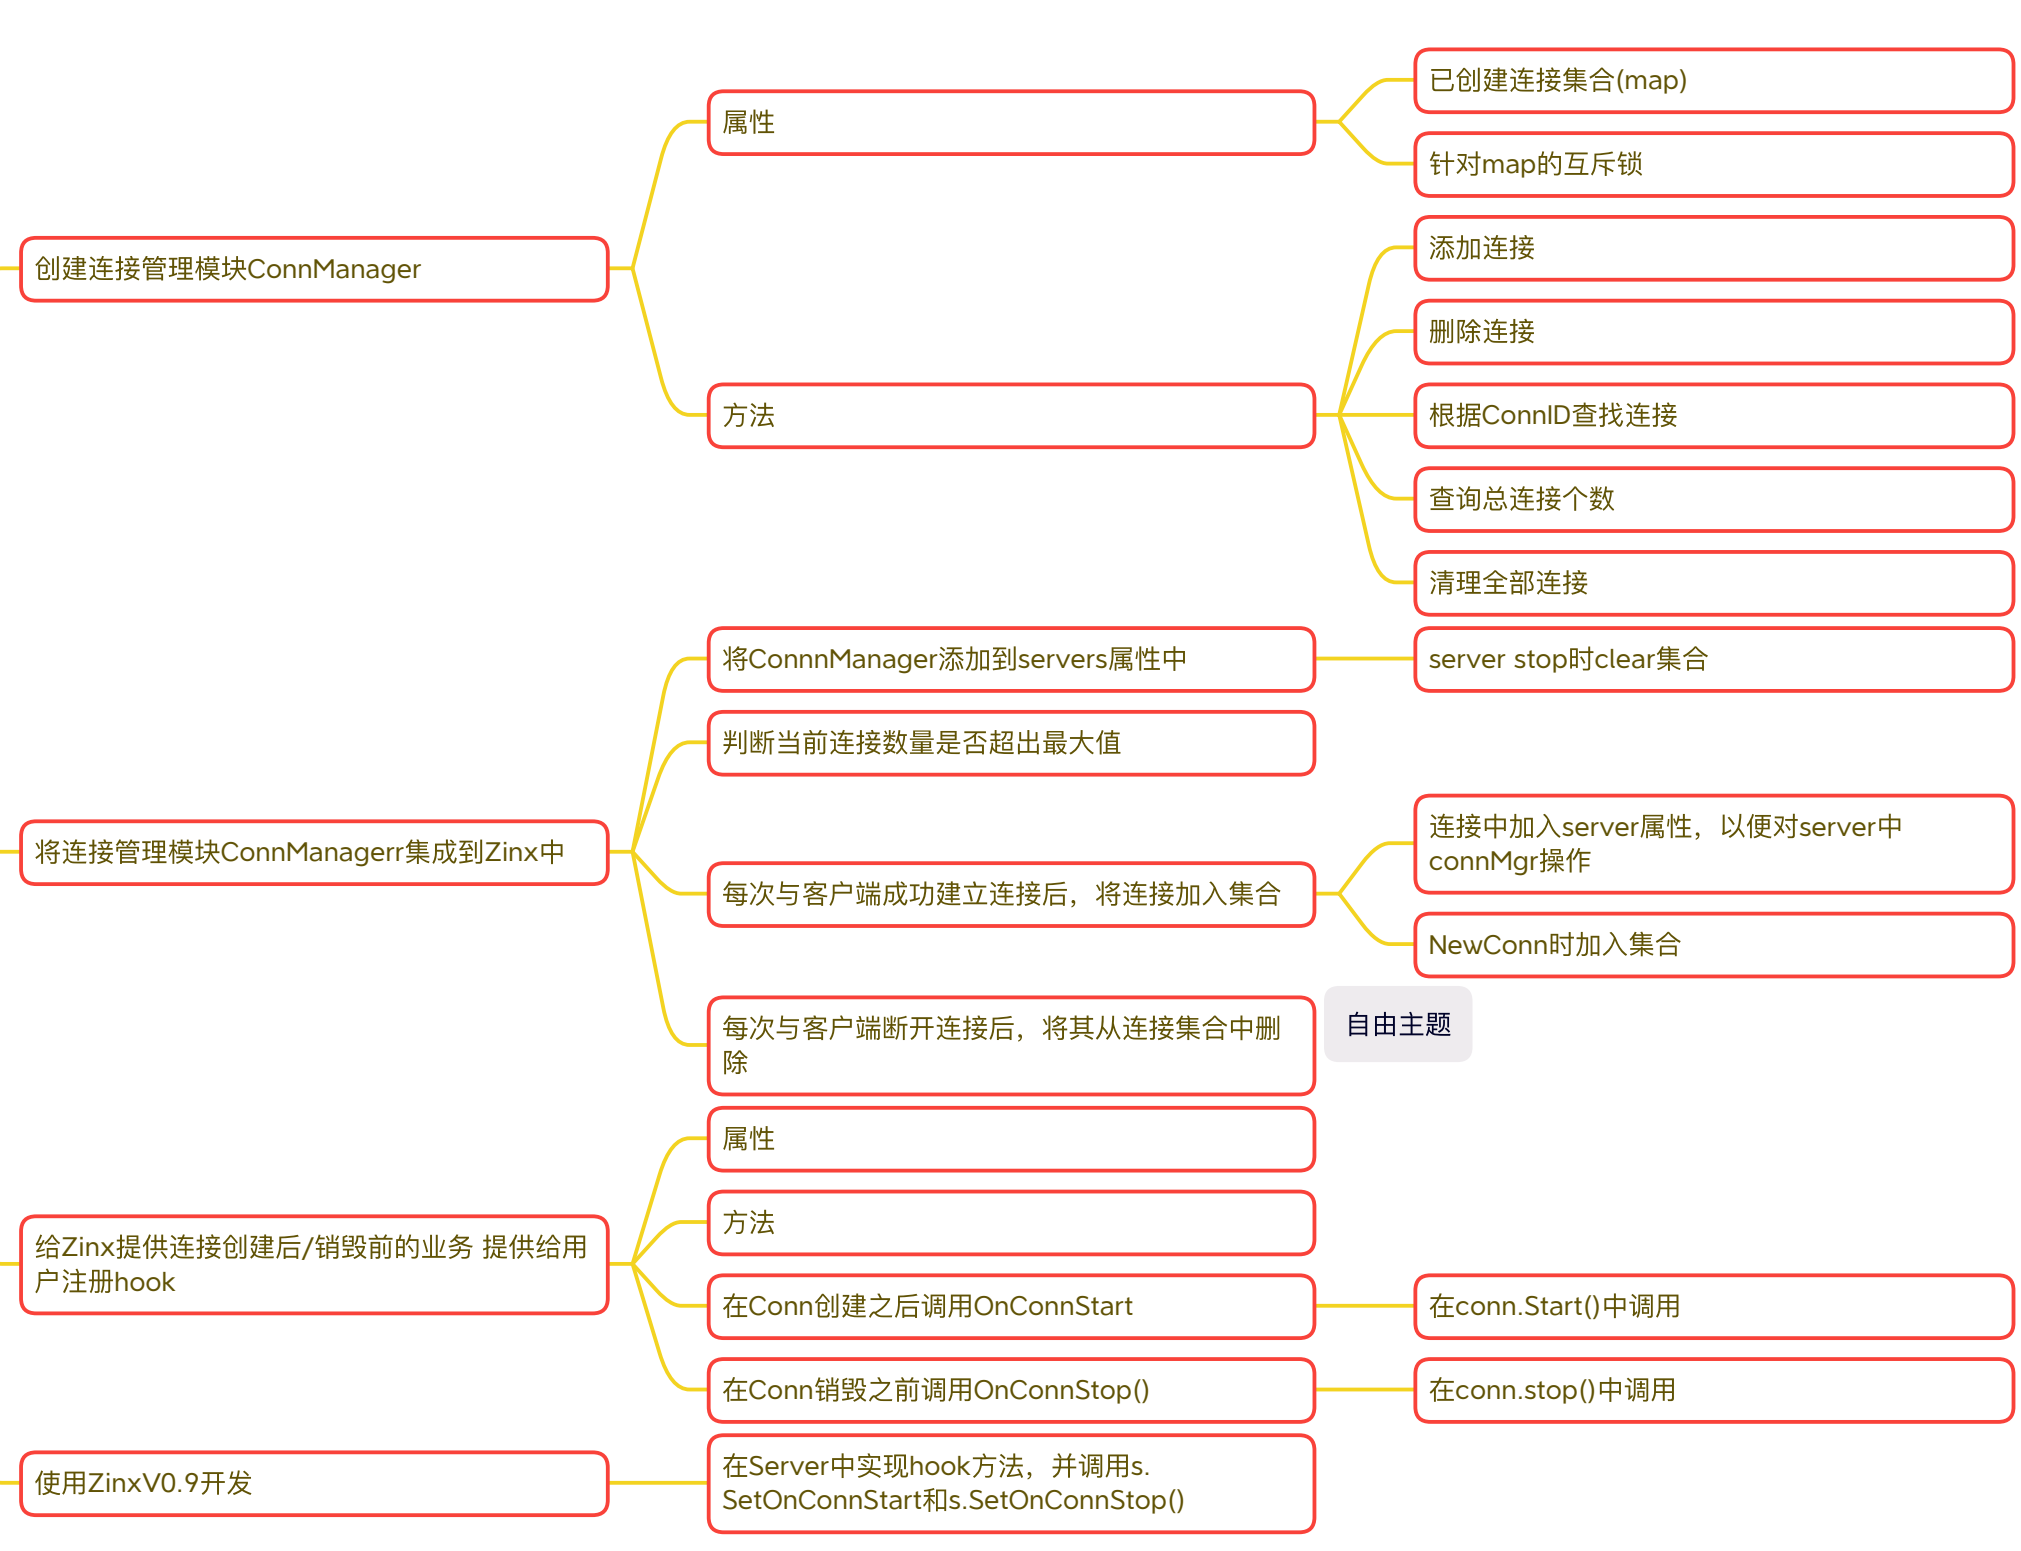 创建连接管理模块ConnManager
属性
已创建连接集合(map)
针对map的互斥锁
方法
添加连接
删除连接
根据ConnID查找连接
查询总连接个数
清理全部连接
将连接管理模块ConnManagerr集成到Zinx中
将ConnnManager添加到servers属性中
server stop时clear集合
判断当前连接数量是否超出最大值
每次与客户端成功建立连接后，将连接加入集合
连接中加入server属性，以便对server中
connMgr操作
NewConn时加入集合
每次与客户端断开连接后，将其从连接集合中删
除
自由主题
给Zinx提供连接创建后/销毁前的业务 提供给用
户注册hook
属性
方法
在Conn创建之后调用OnConnStart
在conn.Start()中调用
在Conn销毁之前调用OnConnStop()
在conn.stop()中调用
使用ZinxV0.9开发
在Server中实现hook方法，并调用s.
SetOnConnStart和s.SetOnConnStop()